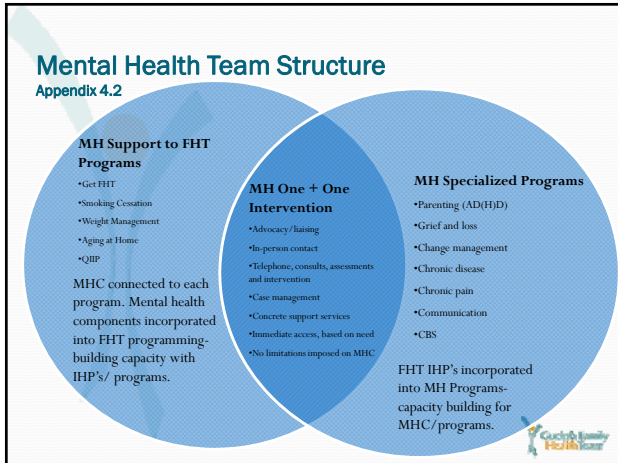 Mental Health Team Structure
Appendix 4.2
MH Support to FHT
Programs
•Get FHT
•Smoking Cessation
•Weight Management
•Aging at Home
•QIIP
MHC connected to each
program. Mental health
components incorporated
into FHT programming-
building capacity with
IHP's/ programs.
MH One + One
Intervention
•Advocacy/liaising
•In-person contact
•Telephone, consults, assessments
and intervention
•Case management
•Concrete support services
•Immediate access, based on need
•No limitations imposed on MHC
MH Specialized Programs
•Parenting (AD(H)D)
•Grief and loss
•Change management
•Chronic disease
•Chronic pain
•Communication
•CBS
FHT IHP's incorporated
into MH Programs-
capacity building for
MHC/programs.
Family
Health Team